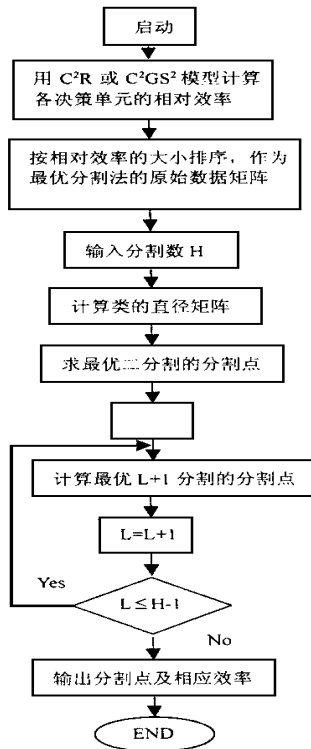 启动
用 C²R 或 C²GS² 模型计算
各决策单元的相对效率
按相对效率的大小排序，作为
最优分割法的原始数据矩阵
输入分割数 H
计算类的直径矩阵
求最优二分割的分割点
计算最优 L+1 分割的分割点
L=L+1
Yes
L≤H-1
No
输出分割点及相应效率
END